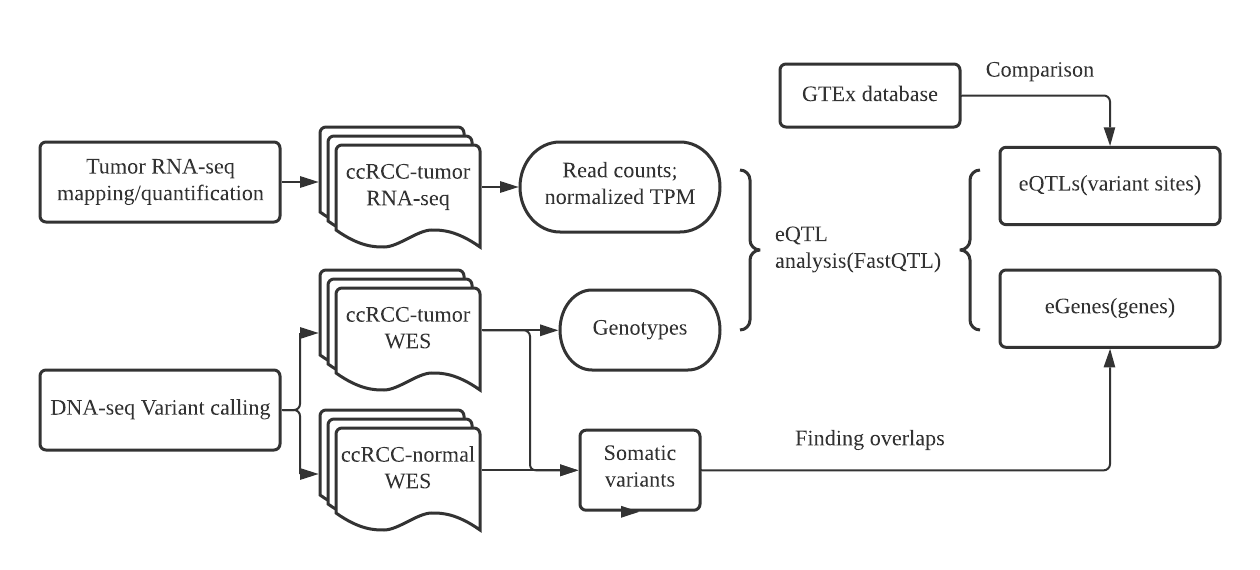 Comparison
GTEx database
Tumor RNA-seq
mapping/quantification
ccRCC-tumor
RNA-seq
Read counts;
normalized TPM
eQTL
analysis(FastQTL)
eQTLs(variant sites)
eGenes(genes)
ccRCC-tumor
WES
Genotypes
DNA-seq Variant calling
ccRCC-normal
WES
Somatic
variants
Finding overlaps